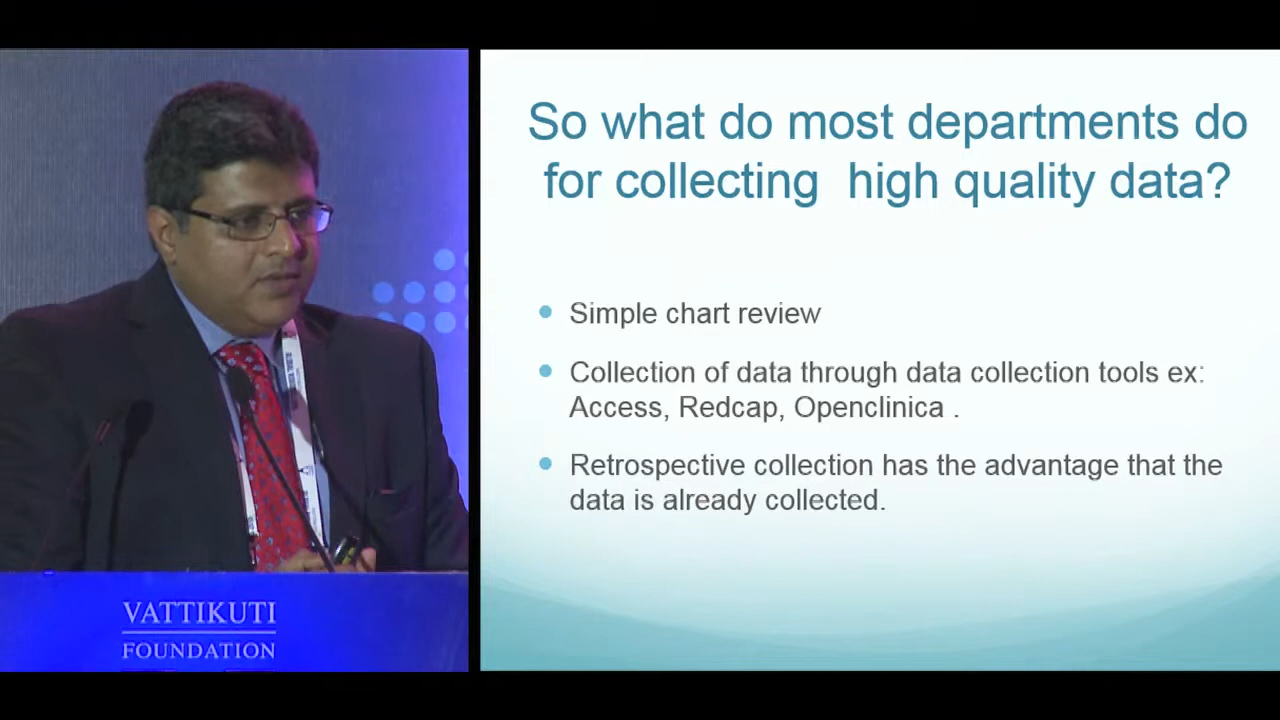 So what do most departments do
for collecting high quality data?
Simple chart review
Collection of data through data collection tools ex:
Access, Redcap, Openclinica .
Retrospective collection has the advantage that the
data is already collected.
VATTIKUTI
FOUNDATION